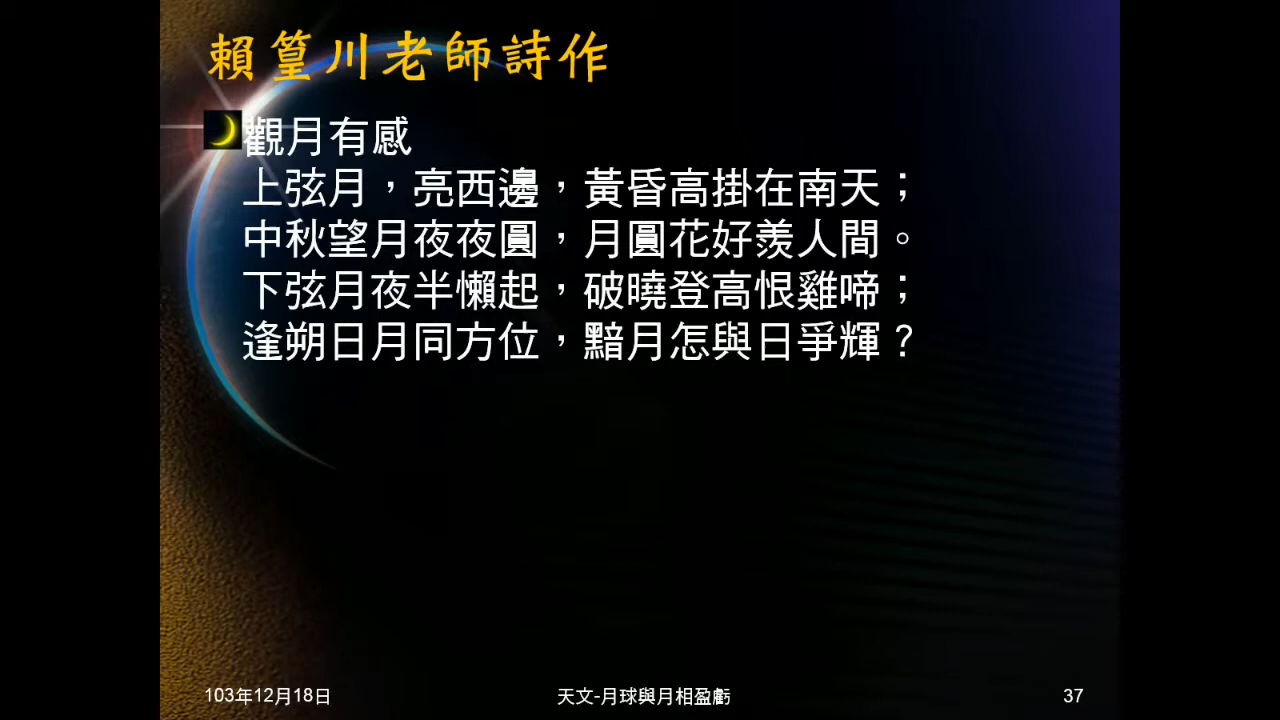 賴篁川老師詩作
觀月有感
上弦月，亮西邊，黃昏高掛在南天；
中秋望月夜夜圓，月圓花好羨人間。
下弦月夜半懶起，破曉登高恨雞啼；
逢朔日月同方位，黯月怎與日爭輝？
103年12月18日
天文-月球與月相盈虧
37